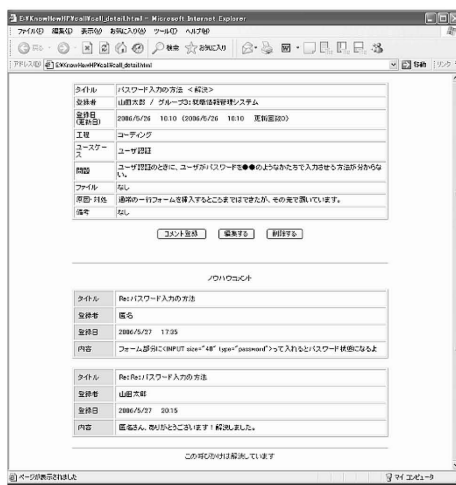 E:¥KnowHowHP¥call¥call_detail.html - Microsoft Internet Explorer
ファイル(F) 編集(E) 表示(V) お気に入り(A) ツール(T) ヘルプ(H)
戻る 検索 お気に入り
アドレス(D) E:¥KnowHowHP¥call¥call_detail.html 移動 リンク
タイトル パスワード入力の方法 <解決>
登録者 山田太郎 / グループ3:就職情報管理システム
登録日 2006/5/26 16:10 (2006/5/26 16:10 更新回数0)
(更新日)
工程 コーディング
ユースケース ユーザ認証
問題 ユーザ認証のときに、ユーザがパスワードを●●のようなかたちで入力させる方法が分からない。
ファイル なし
原因・対処 通常の一行フォームを挿入するところまではできたが、その先で躓いています。
備考 なし
コメント登録 編集する 削除する
ノウハウコメント
タイトル Re:パスワード入力の方法
登録者 匿名
登録日 2006/5/27 17:35
内容 フォーム部分に<INPUT size="48" type="password">って入れるとパスワード状態になるよ
タイトル Re:Re:パスワード入力の方法
登録者 山田太郎
登録日 2006/5/27 20:15
内容 匿名さん、ありがとうございます!解決しました。
この呼びかけは解決しています
ページが表示されました マイ コンピュータ